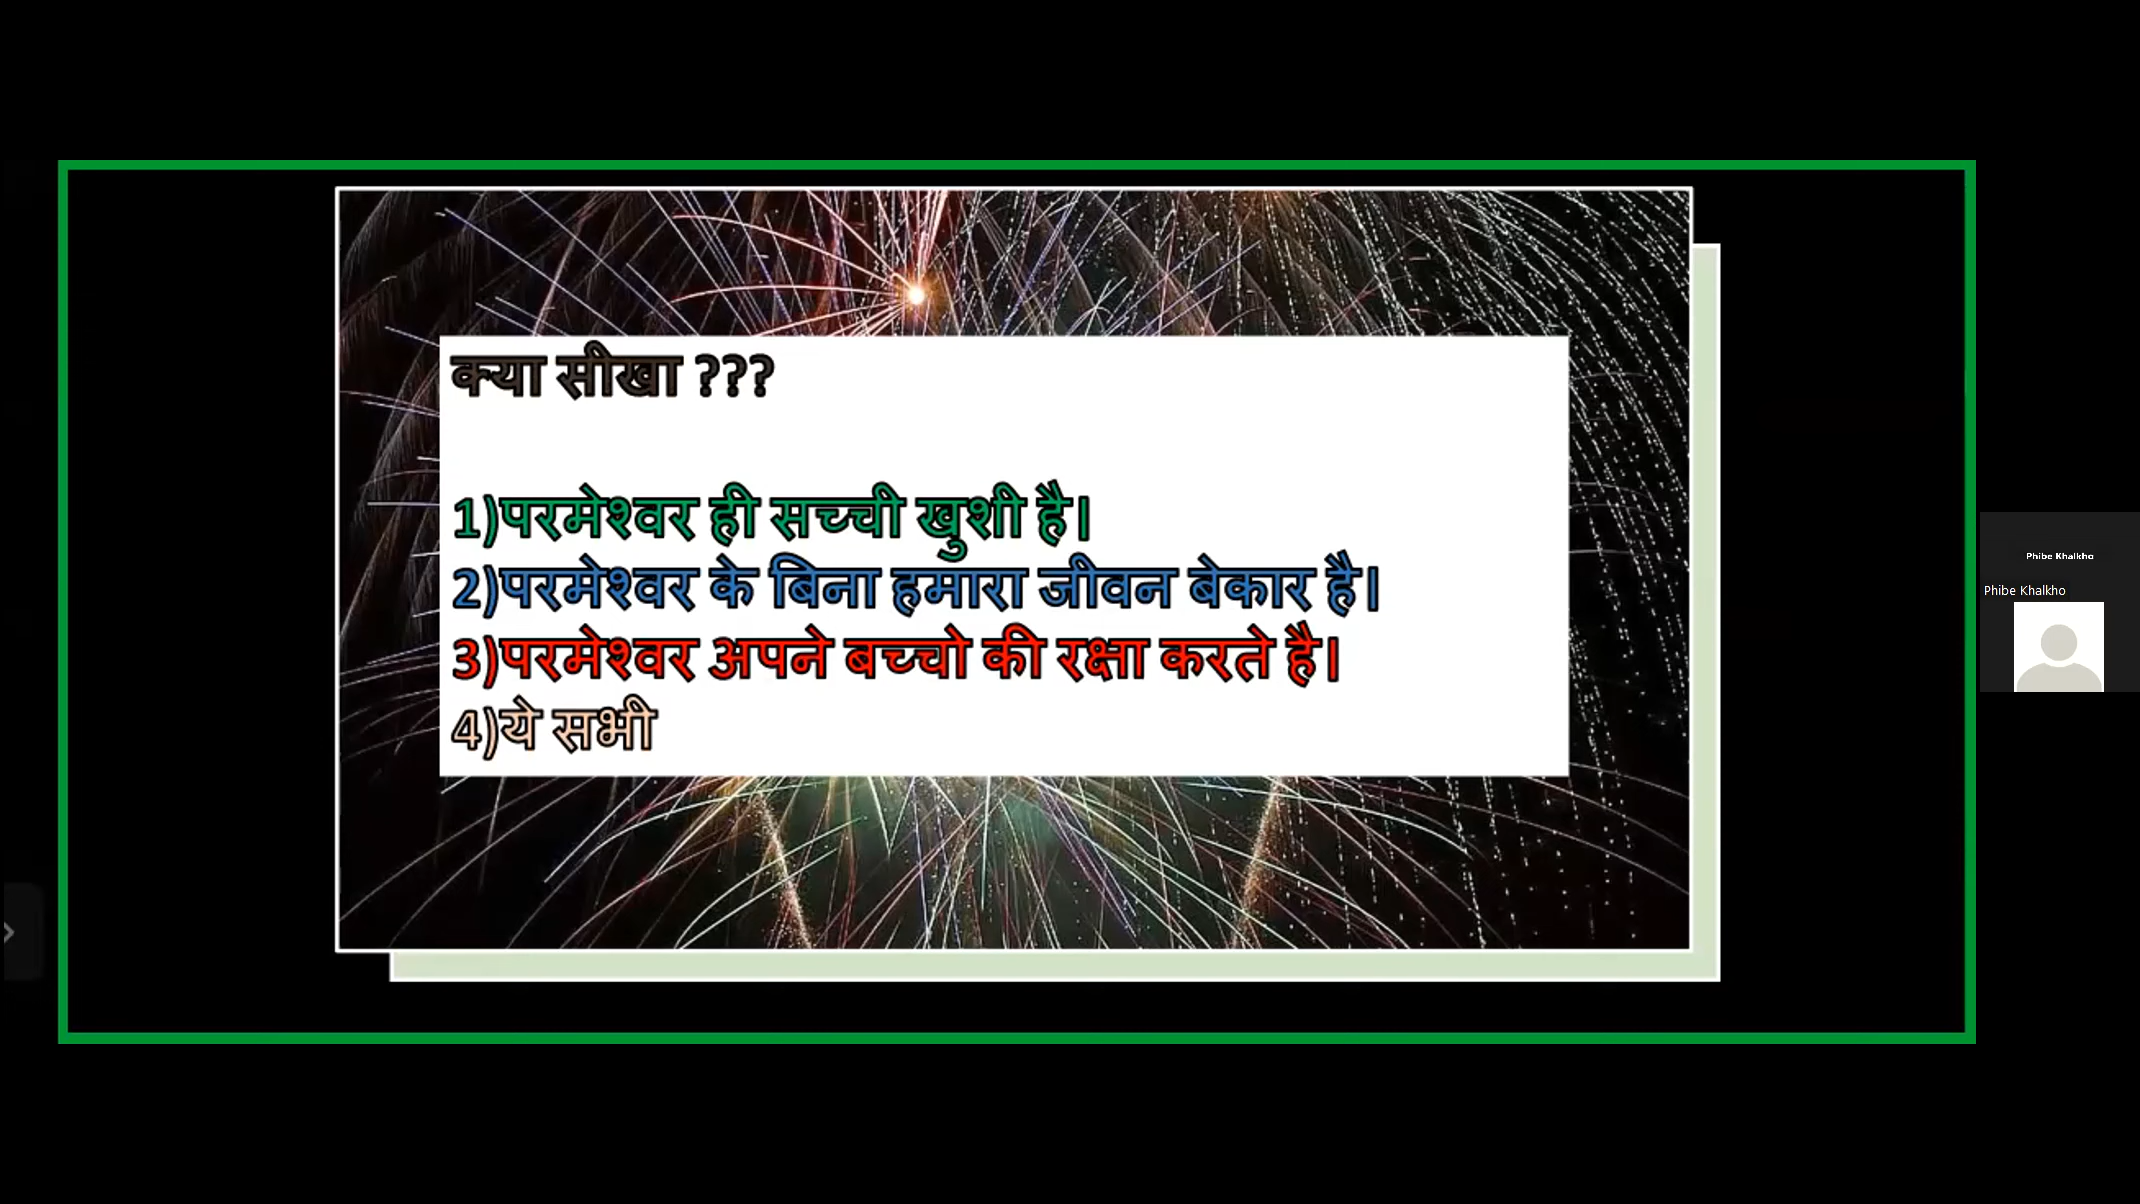 क्या सीखा ???
1)परमेश्वर ही सच्ची खुशी है।
2)परमेश्वर के बिना हमारा जीवन बेकार है।
3)परमेश्वर अपने बच्चो की रक्षा करते है।
4)ये सभी
Phibe Khalkho
Phibe Khalkho